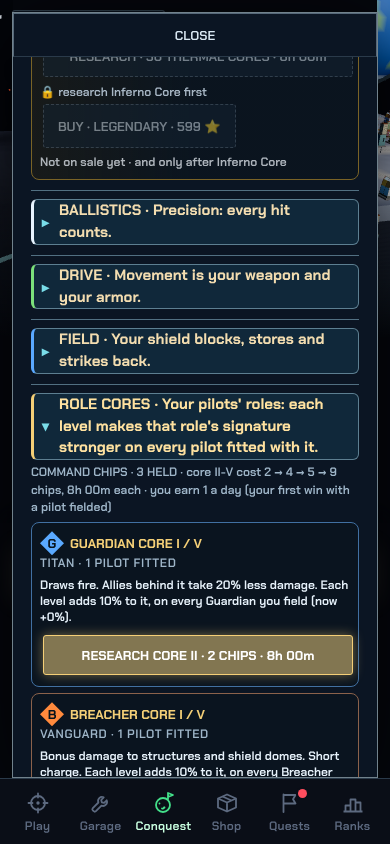 CLOSE
RESEARCH · 30 THERMAL CORES · 8h 00m
🔒 research Inferno Core first
BUY · LEGENDARY · 599 ⭐
Not on sale yet · and only after Inferno Core
▶ BALLISTICS · Precision: every hit
counts.
▶ DRIVE · Movement is your weapon and
your armor.
▶ FIELD · Your shield blocks, stores and
strikes back.
▼ ROLE CORES · Your pilots' roles: each
level makes that role's signature
stronger on every pilot fitted with it.
COMMAND CHIPS · 3 HELD · core II-V cost 2 → 4 → 5 → 9
chips, 8h 00m each · you earn 1 a day (your first win with
a pilot fielded)
G GUARDIAN CORE I / V
TITAN · 1 PILOT FITTED
Draws fire. Allies behind it take 20% less damage. Each
level adds 10% to it, on every Guardian you field (now
+0%).
RESEARCH CORE II · 2 CHIPS · 8h 00m
B BREACHER CORE I / V
VANGUARD · 1 PILOT FITTED
Bonus damage to structures and shield domes. Short
charge. Each level adds 10% to it, on every Breacher
Play Garage Conquest Shop Quests Ranks